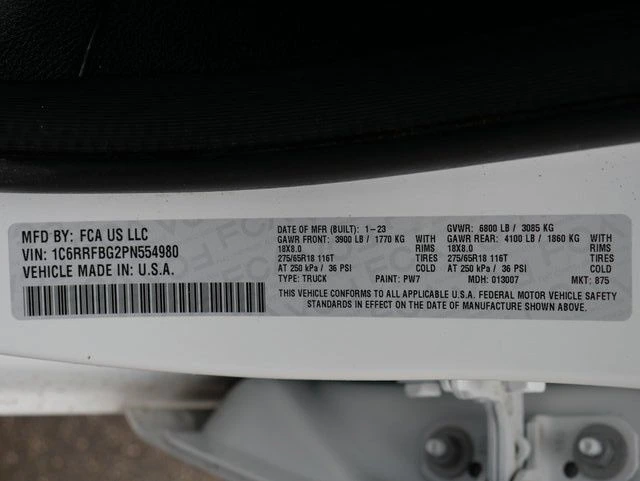 MFD BY: FCA US LLC
VIN: 1C6RRFBG2PN554980
VEHICLE MADE IN U.S.A.
DATE OF MFR (BUILT): 1-23 GVWR: 6800 LB / 3085 KG
GAWR FRONT: 3900 LB / 1770 KG WITH GAWR REAR: 4100 LB / 1860 KG WITH
18X8.0 RIMS 18X8.0 RIMS
275/65R18 116T TIRES 275/65R18 116T TIRES
AT 250 kPa / 36 PSI COLD AT 250 kPa / 36 PSI COLD
TYPE: TRUCK PAINT: PW7 MDH: 013007 MKT: 875
THIS VEHICLE CONFORMS TO ALL APPLICABLE U.S.A. FEDERAL MOTOR VEHICLE SAFETY
STANDARDS IN EFFECT ON THE DATE OF MANUFACTURE SHOWN ABOVE.